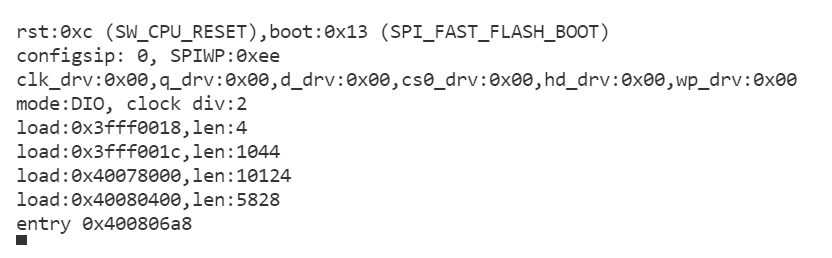 rst:0xc (SW_CPU_RESET),boot:0x13 (SPI_FAST_FLASH_BOOT)
configsip: 0, SPIWP:0xee
clk_drv:0x00,q_drv:0x00,d_drv:0x00,cs0_drv:0x00,hd_drv:0x00,wp_drv:0x00
mode:DIO, clock div:2
load:0x3fff0018,len:4
load:0x3fff001c,len:1044
load:0x40078000,len:10124
load:0x40080400,len:5828
entry 0x400806a8